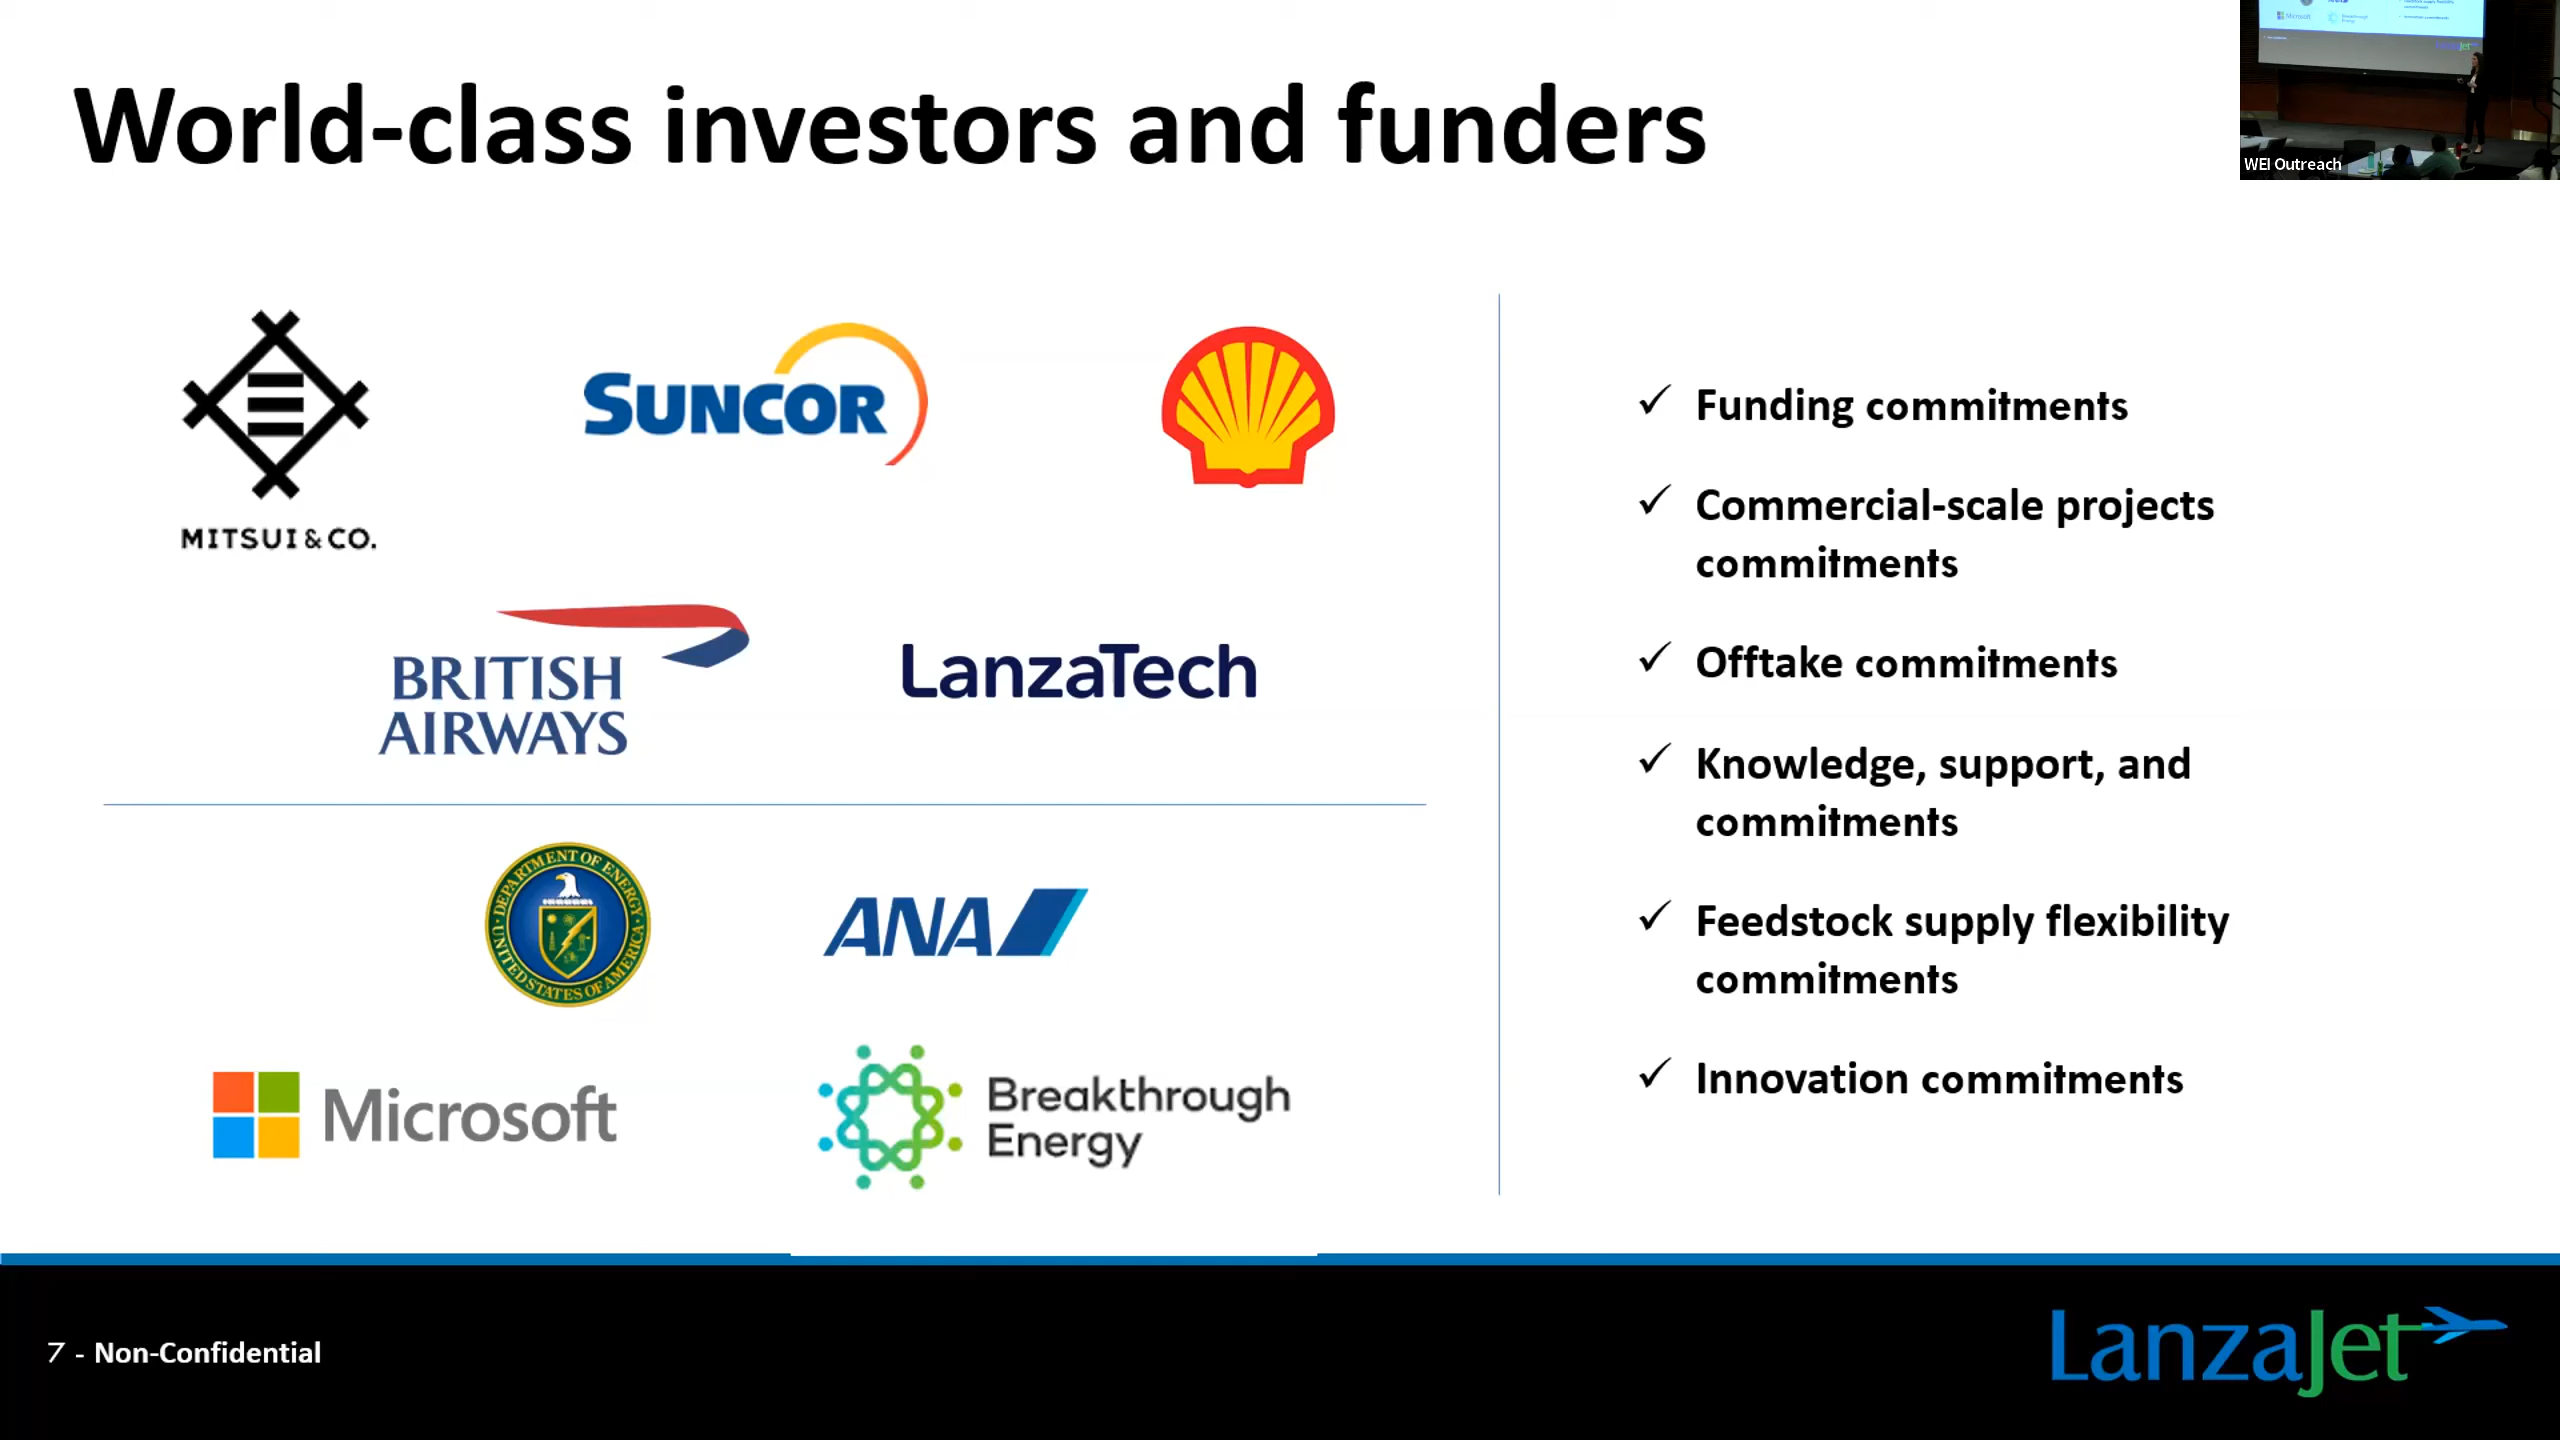 World-class investors and funders
WEI Outreach
MITSUI & CO.
SUNCOR
BRITISH
AIRWAYS
LanzaTech
DEPARTMENT OF ENERGY
UNITED STATES OF AMERICA
ANA
Microsoft
Breakthrough
Energy
✓ Funding commitments
✓ Commercial-scale projects
commitments
✓ Offtake commitments
✓ Knowledge, support, and
commitments
✓ Feedstock supply flexibility
commitments
✓ Innovation commitments
7 - Non-Confidential
LanzaJet